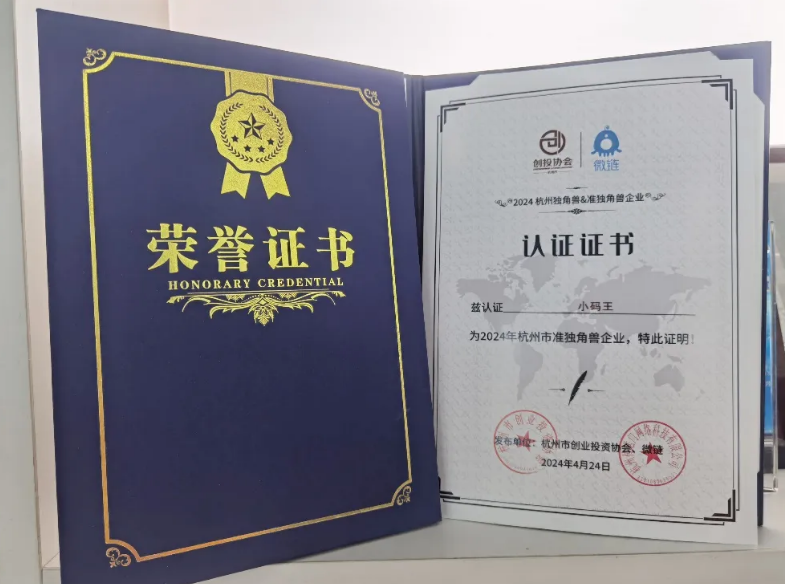 荣誉证书
HONORARY CREDENTIAL
创投协会
微链
2024 杭州独角兽&准独角兽企业
认证证书
兹认证 小码王
为2024年杭州市准独角兽企业，特此证明！
发布单位：杭州市创业投资协会、微链
2024年4月24日